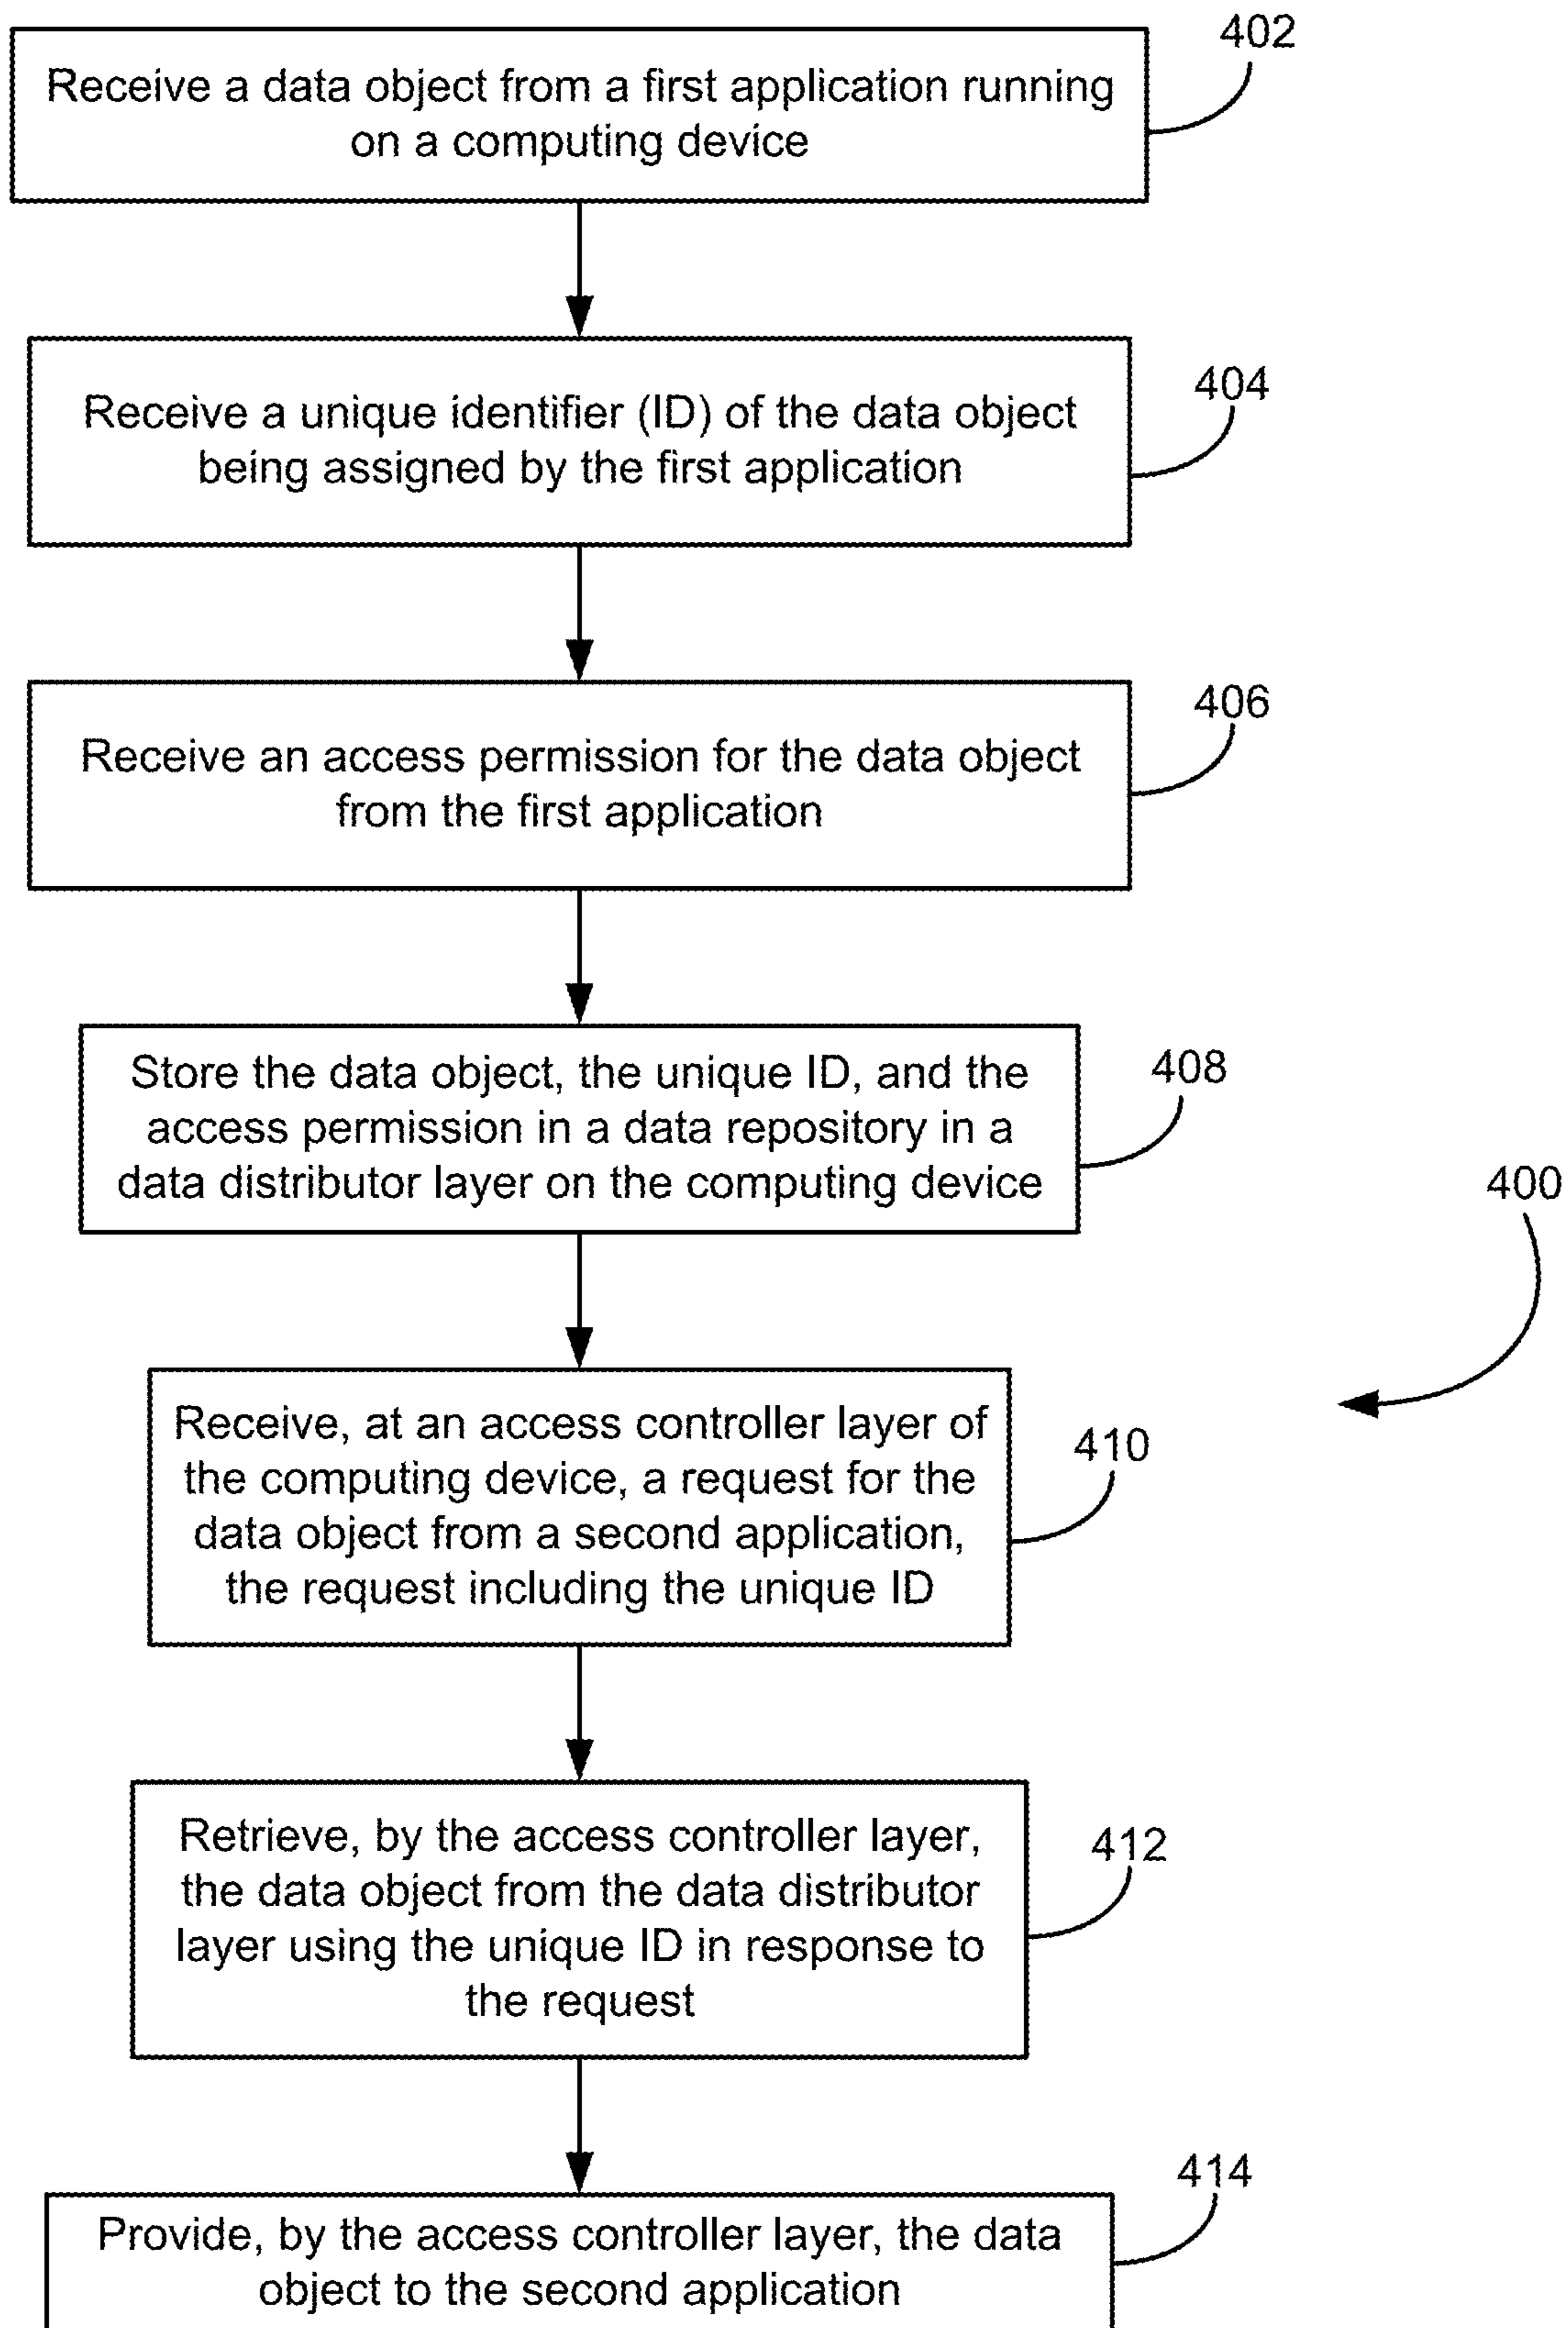 402
Receive a data object from a first application running
on a computing device
404
Receive a unique identifier (ID) of the data object
being assigned by the first application
406
Receive an access permission for the data object
from the first application
408
Store the data object, the unique ID, and the
access permission in a data repository in a
data distributor layer on the computing device
400
410
Receive, at an access controller layer of
the computing device, a request for the
data object from a second application,
the request including the unique ID
412
Retrieve, by the access controller layer,
the data object from the data distributor
layer using the unique ID in response to
the request
414
Provide, by the access controller layer, the data
object to the second application